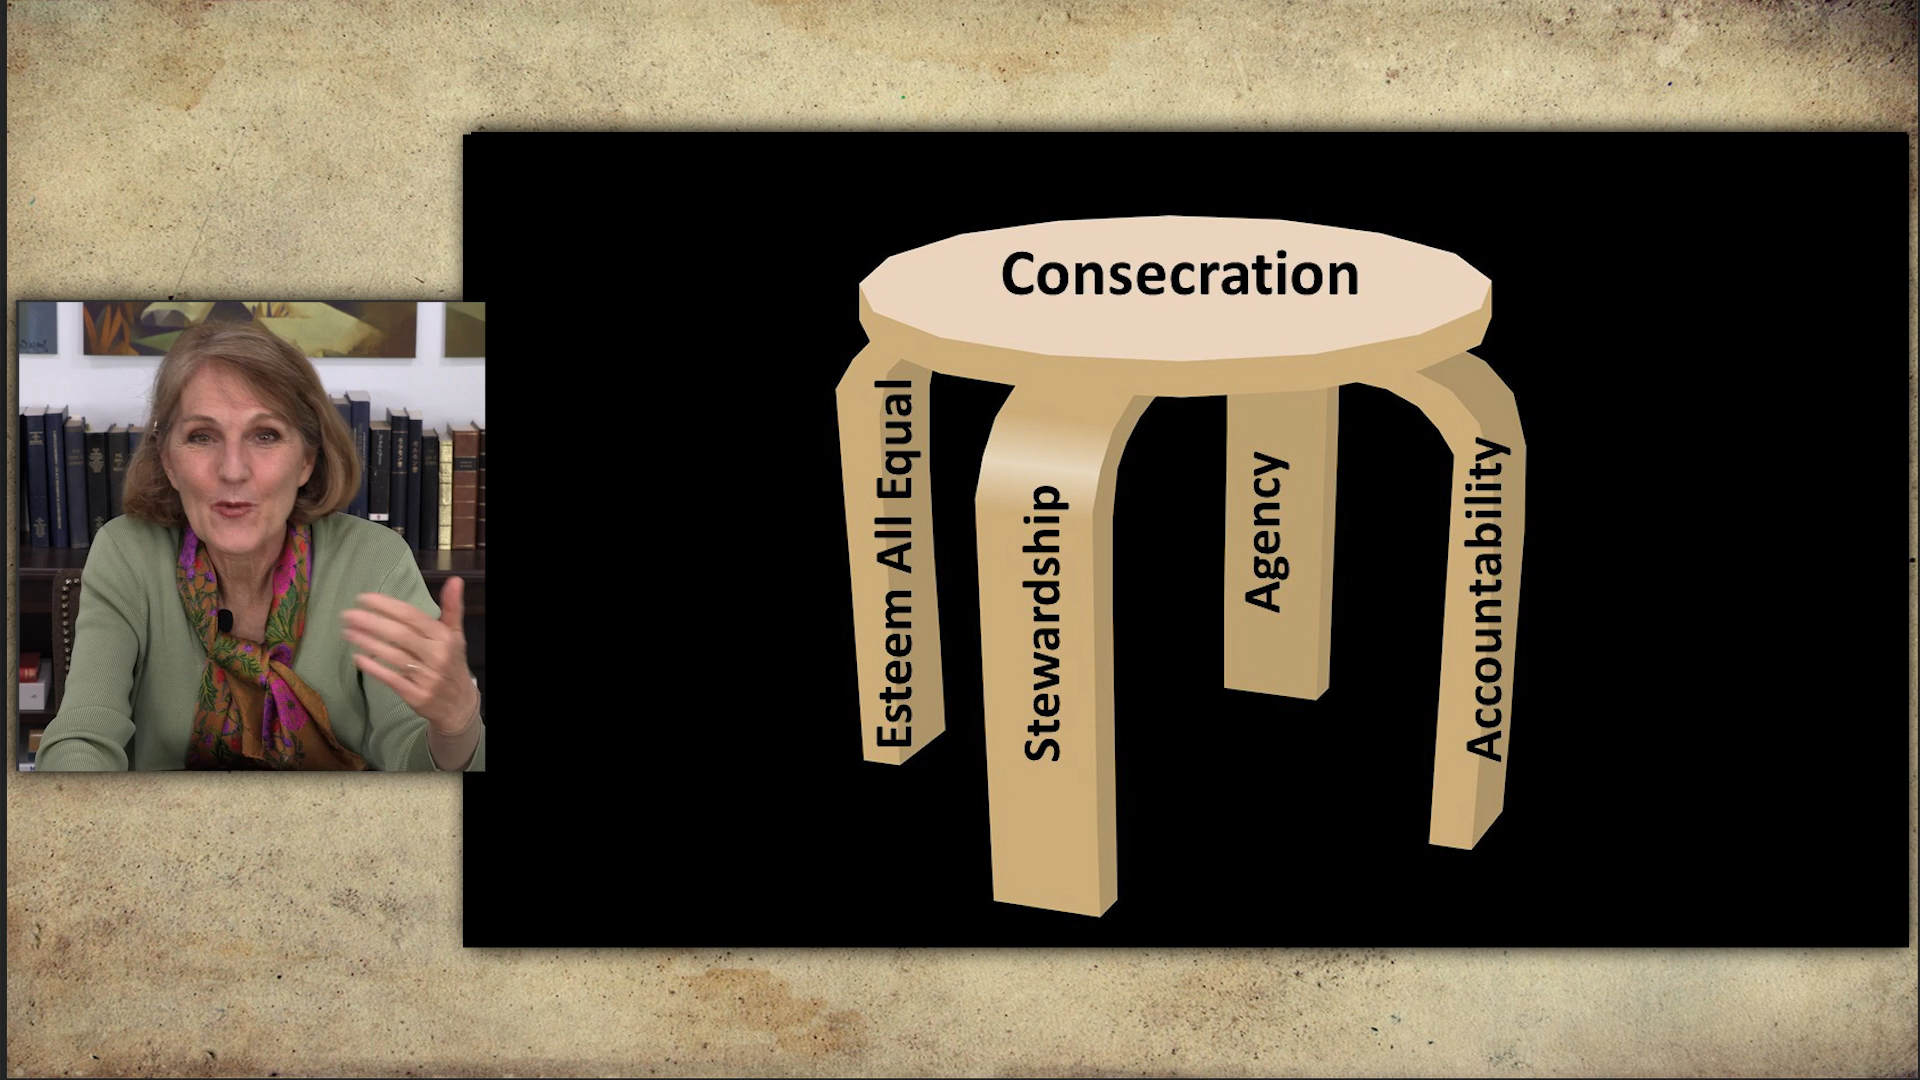 Consecration
Esteem All Equal
Stewardship
Agency
Accountability